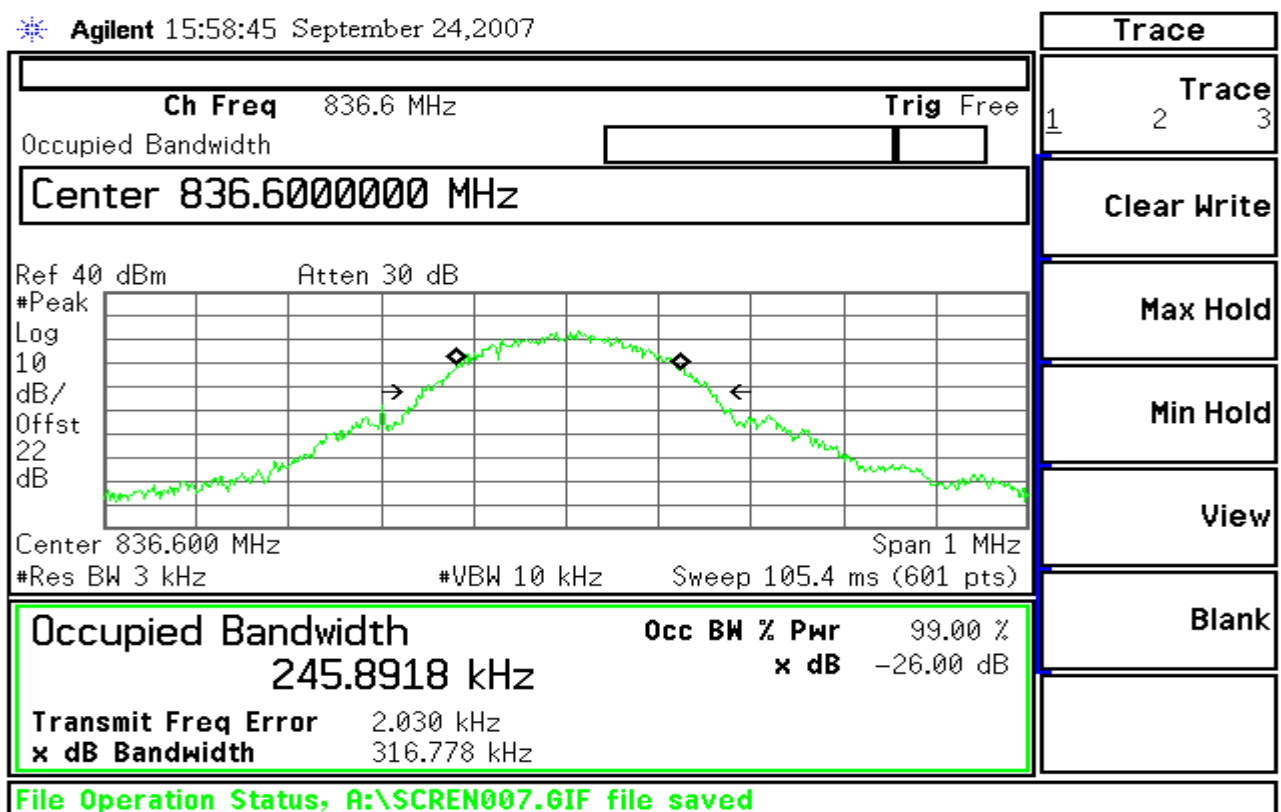 Agilent 15:58:45 September 24,2007
Trace
Ch Freq 836.6 MHz Trig Free
Occupied Bandwidth
Center 836.6000000 MHz
Ref 40 dBm Atten 30 dB
#Peak
Log
10
dB/
Offst
22
dB
Center 836.600 MHz Span 1 MHz
#Res BW 3 kHz #VBW 10 kHz Sweep 105.4 ms (601 pts)
Occupied Bandwidth
245.8918 kHz
Occ BW % Pwr 99.00 %
x dB -26.00 dB
Transmit Freq Error 2.030 kHz
x dB Bandwidth 316.778 kHz
Trace
1 2 3
Clear Write
Max Hold
Min Hold
View
Blank
File Operation Status, A:\SCREN007.GIF file saved